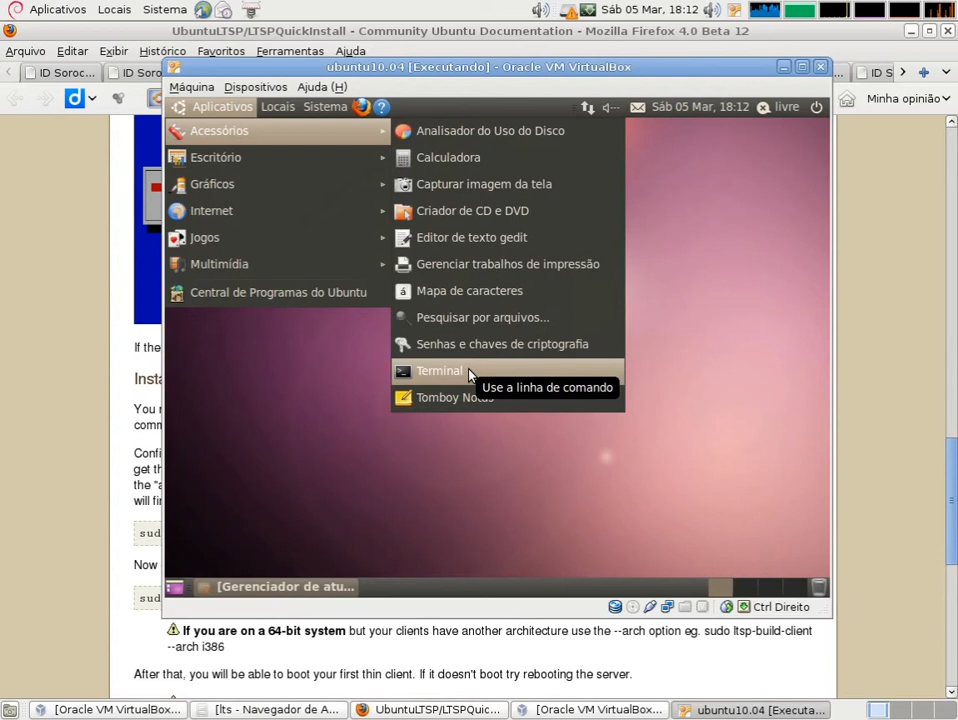 Aplicativos Locais Sistema Sáb 05 Mar, 18:12
UbuntuLTSP/LTSPQuickInstall - Community Ubuntu Documentation - Mozilla Firefox 4.0 Beta 12
Arquivo Editar Exibir Histórico Favoritos Ferramentas Ajuda
ID Soroc... ID Soro ID S
Minha opinião
ubuntu10.04 [Executando] - Oracle VM VirtualBox
Máquina Dispositivos Ajuda (H)
Aplicativos Locais Sistema Sáb 05 Mar, 18:12 livre
Acessórios
Escritório
Gráficos
Internet
Jogos
Multimídia
Central de Programas do Ubuntu
Analisador do Uso do Disco
Calculadora
Capturar imagem da tela
Criador de CD e DVD
Editor de texto gedit
Gerenciar trabalhos de impressão
Mapa de caracteres
Pesquisar por arquivos...
Senhas e chaves de criptografia
Terminal
Use a linha de comando
Tomboy Notas
[Gerenciador de atu...
Ctrl Direito
If the
Insta
You n
comm
Confi
get th
the "a
will fir
sud
Now
sud
If you are on a 64-bit system but your clients have another architecture use the --arch option eg. sudo ltsp-build-client
--arch i386
After that, you will be able to boot your first thin client. If it doesn't boot try rebooting the server.
[Oracle VM VirtualBox] [lts - Navegador de A... UbuntuLTSP/LTSPQuic... [Oracle VM VirtualBox] ubuntu10.04 [Executa...